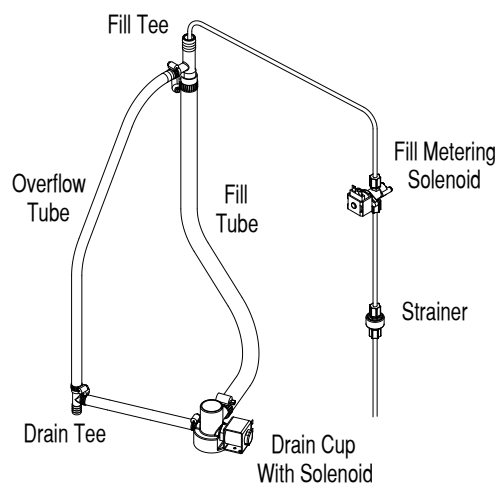 Fill Tee
Fill Metering
Solenoid
Overflow
Tube
Fill
Tube
Strainer
Drain Tee
Drain Cup
With Solenoid